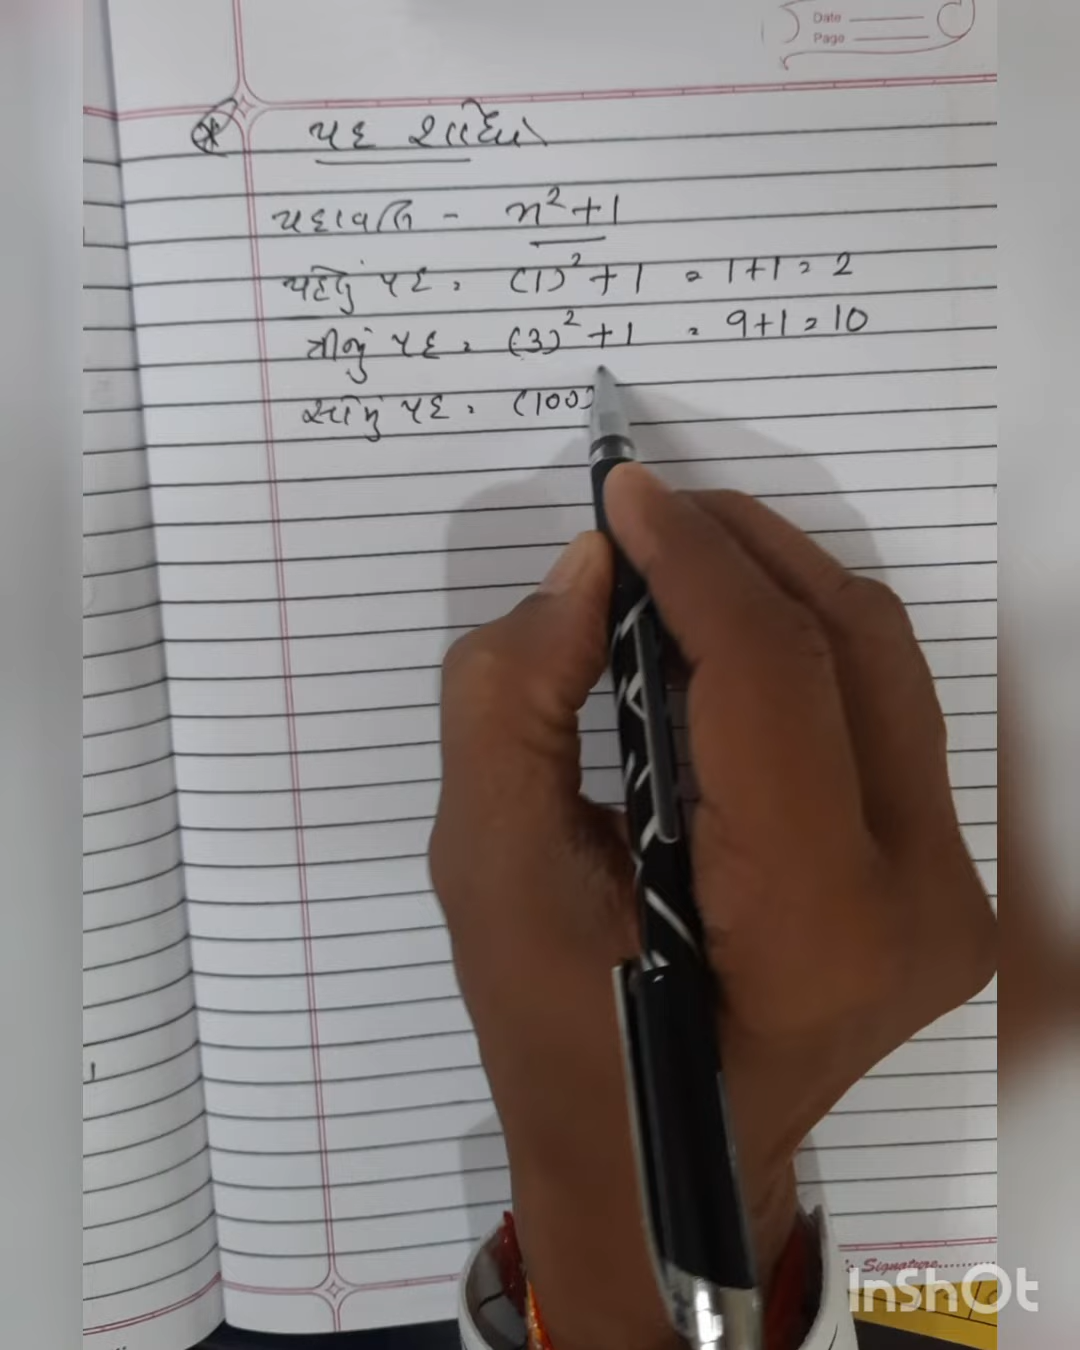 Date
Page
પદ શોધો
પદાવલિ - n²+1
પહેલું પદ = (1)²+1 = 1+1 = 2
ત્રીજું પદ = (3)²+1 = 9+1 = 10
સોમું પદ = (100)
Signature..........
InShOt